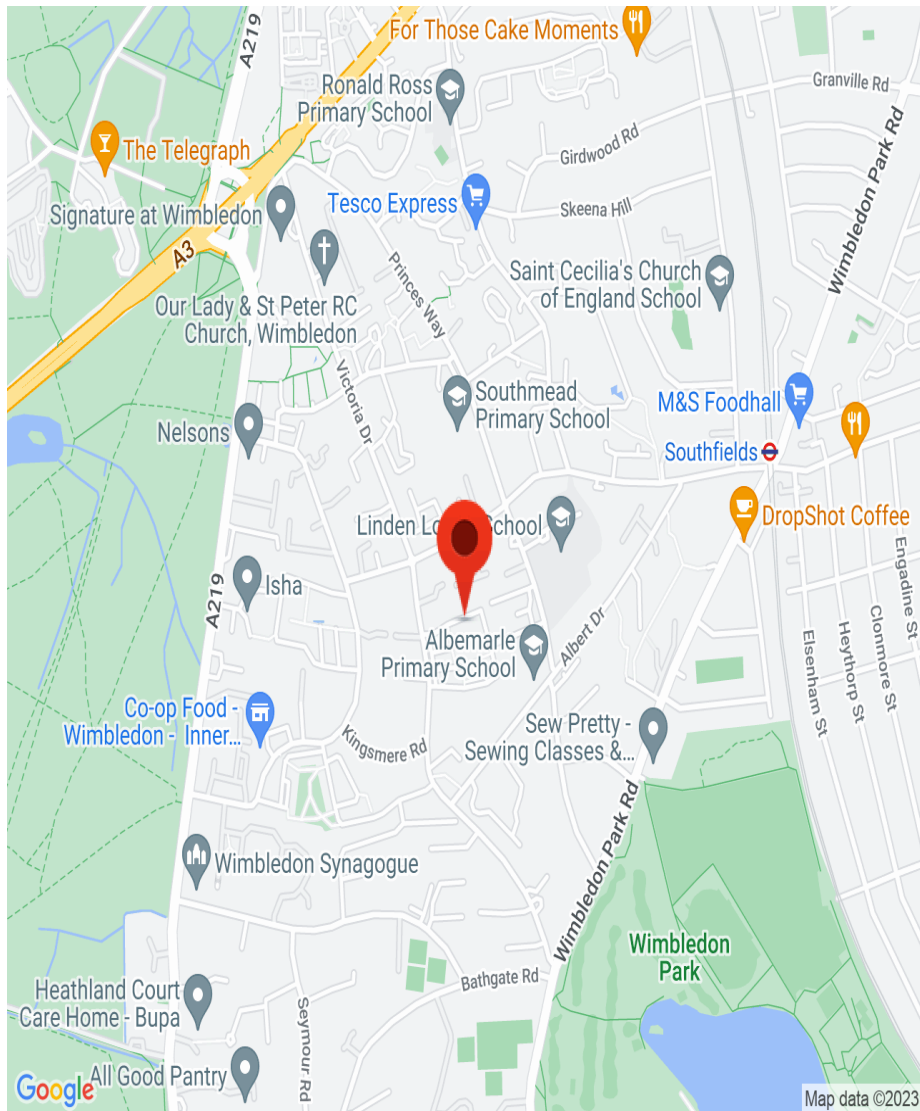 A219
For Those Cake Moments
Ronald Ross
Primary School
Granville Rd
The Telegraph
Girdwood Rd
Wimbledon Park Rd
Signature at Wimbledon
Tesco Express
Skeena Hill
A3
Princes Way
Saint Cecilia's Church
of England School
Our Lady & St Peter RC
Church, Wimbledon
Victoria Dr
Southmead
Primary School
M&S Foodhall
Nelsons
Southfields
Linden
School
DropShot Coffee
Engadine St
A219
Isha
Clonmore St
Heythorp St
Elsenham St
Albert Dr
Albemarle
Primary School
Co-op Food -
Wimbledon - Inner...
Kingsmere Rd
Sew Pretty -
Sewing Classes &...
Wimbledon Park Rd
Wimbledon Synagogue
Wimbledon
Park
Bathgate Rd
Heathland Court
Care Home - Bupa
Seymour Rd
All Good Pantry
Google
Map data ©2023